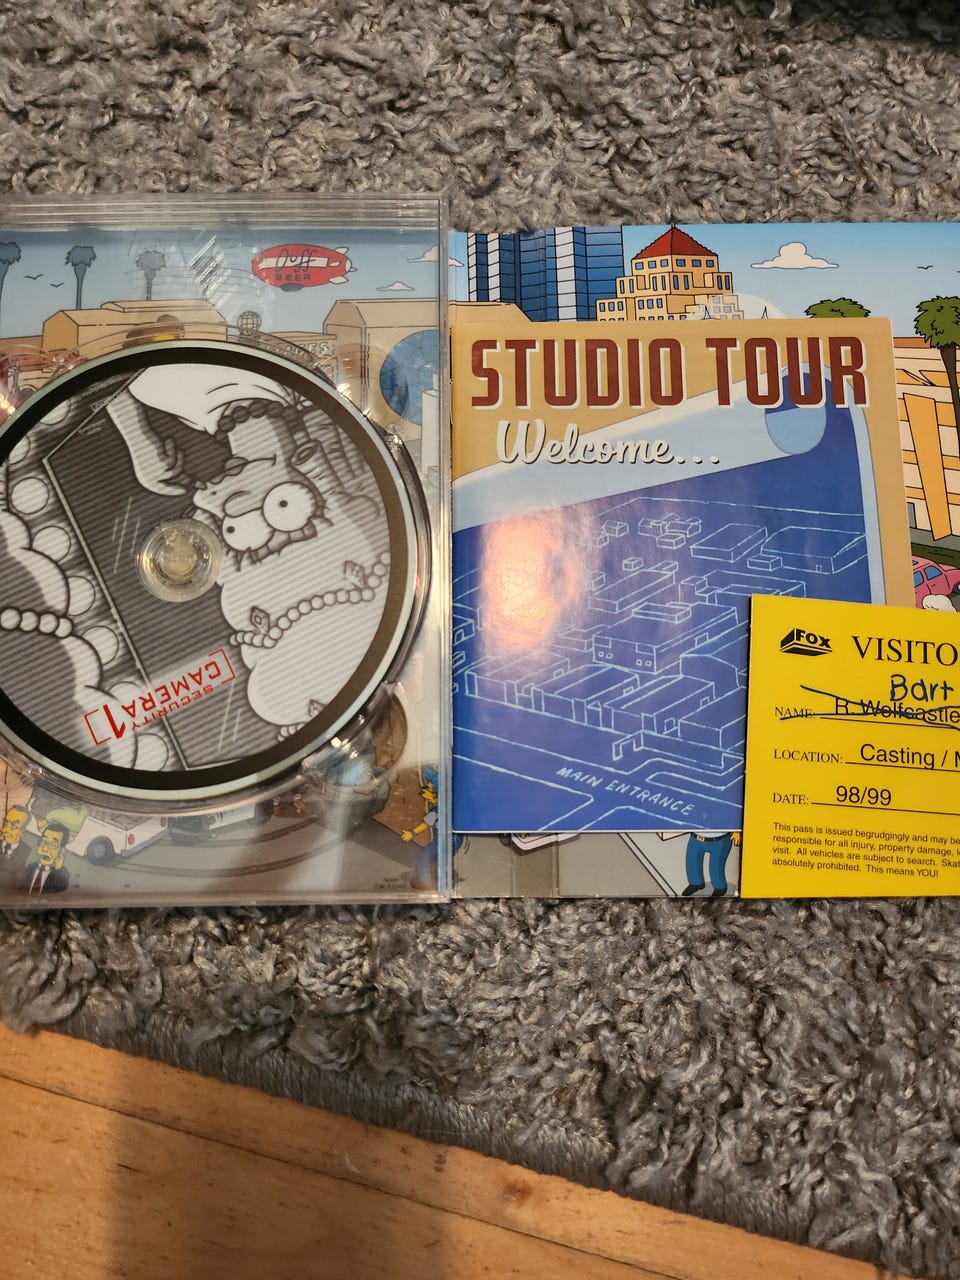 Duff
BEER
STUDIO TOUR
Welcome...
SECURITY
CAMERA 1
MAIN ENTRANCE
FOX
VISITO
Bart
NAME: R. Wolfcastle
LOCATION: Casting / M
DATE: 98/99
This pass is issued begrudgingly and may be
responsible for all injury, property damage, l
visit. All vehicles are subject to search. Skat
absolutely prohibited. This means YOU!